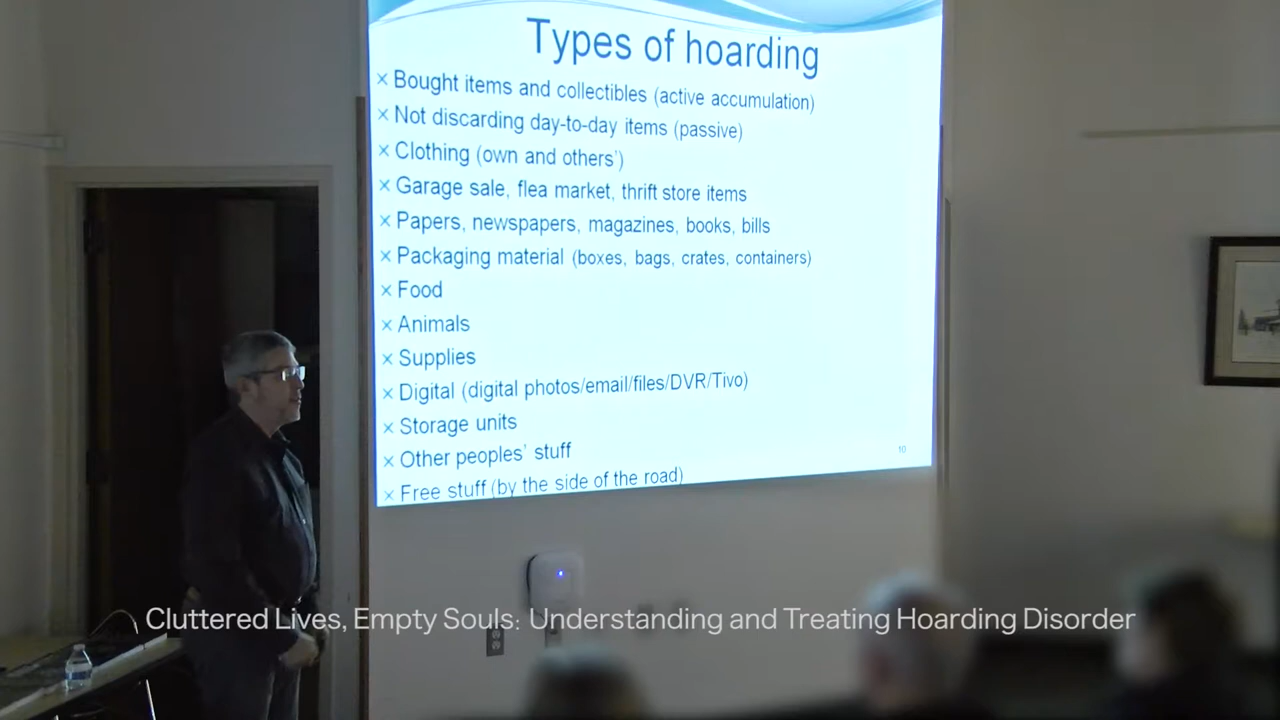 Types of hoarding
× Bought items and collectibles (active accumulation)
× Not discarding day-to-day items (passive)
× Clothing (own and others’)
× Garage sale, flea market, thrift store items
× Papers, newspapers, magazines, books, bills
× Packaging material (boxes, bags, crates, containers)
× Food
× Animals
× Supplies
× Digital (digital photos/email/files/DVR/Tivo)
× Storage units
× Other peoples’ stuff
× Free stuff (by the side of the road)
10
Cluttered Lives, Empty Souls: Understanding and Treating Hoarding Disorder